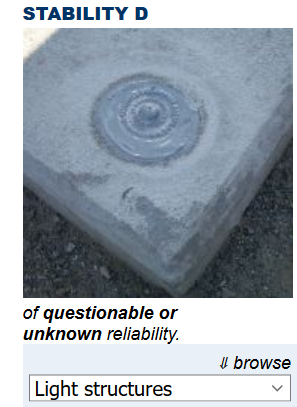 STABILITY D
of questionable or
unknown reliability.
⇓ browse
Light structures